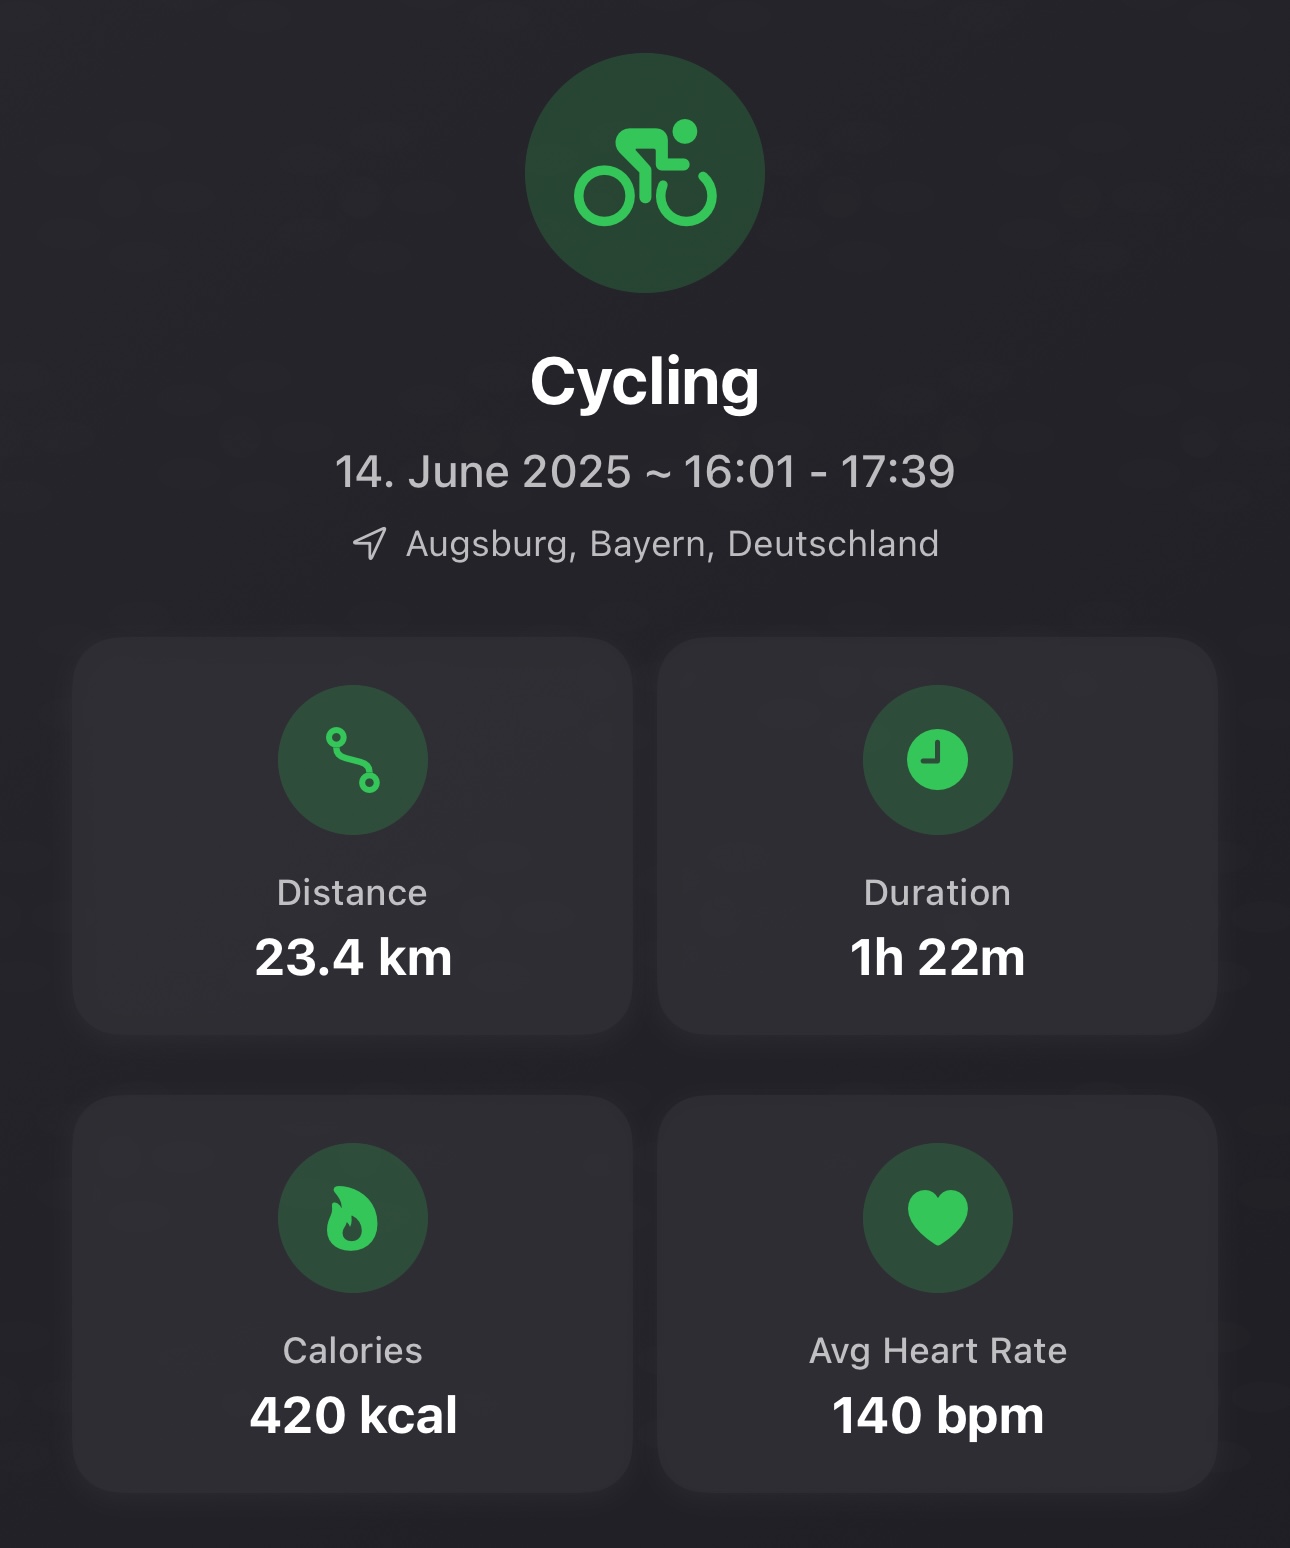 Cycling
14. June 2025 ~ 16:01 - 17:39
Augsburg, Bayern, Deutschland
Distance
23.4 km
Duration
1h 22m
Calories
420 kcal
Avg Heart Rate
140 bpm